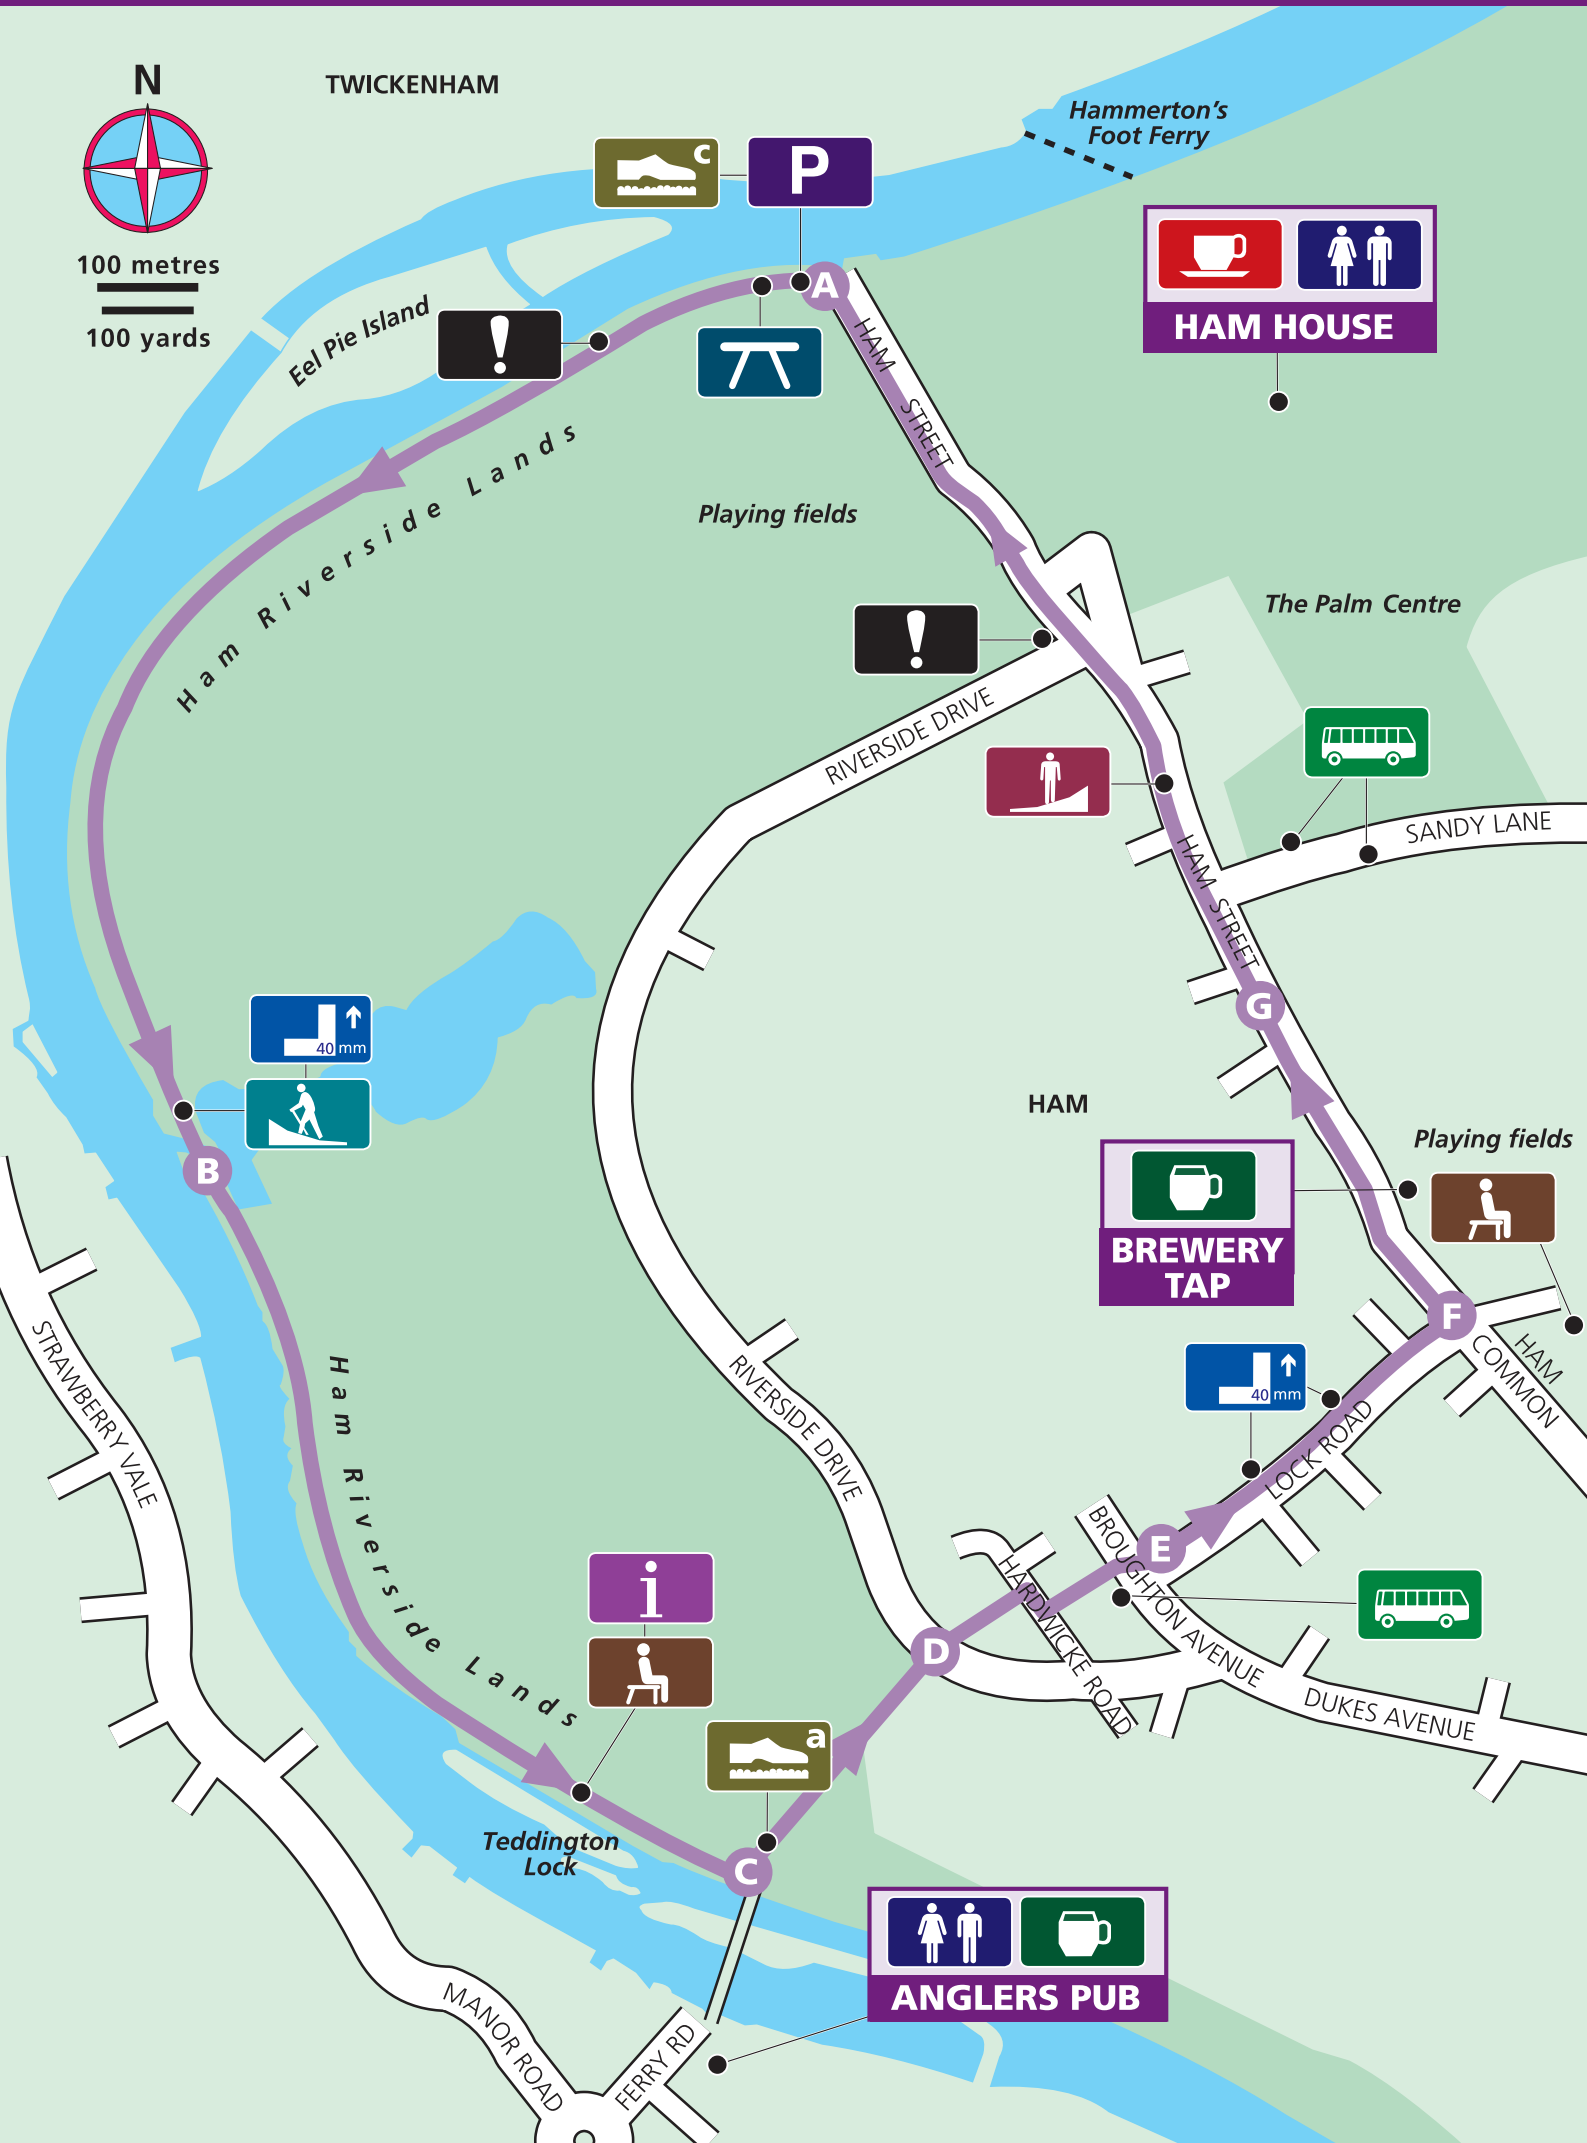 N
TWICKENHAM
100 metres
100 yards
c
P
Hammerton's
Foot Ferry
A
HAM HOUSE
Eel Pie Island
!
HAM STREET
Ham Riverside Lands
Playing fields
The Palm Centre
!
RIVERSIDE DRIVE
SANDY LANE
HAM STREET
G
40 mm
B
HAM
Playing fields
BREWERY
TAP
F
HAM
COMMON
40 mm
STRAWBERRY VALE
Ham Riverside Lands
RIVERSIDE DRIVE
LOCK ROAD
E
BROUGHTON AVENUE
HARDWICKE ROAD
D
DUKES AVENUE
i
a
Teddington
Lock
C
ANGLERS PUB
MANOR ROAD
FERRY RD